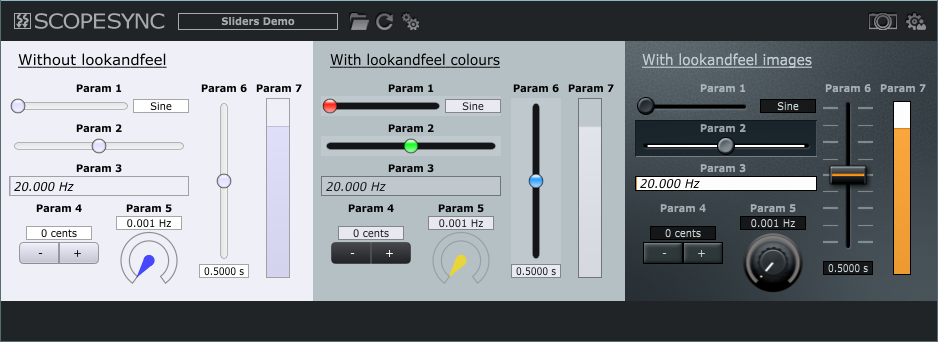 SCOPESYNC
Sliders Demo
Without lookandfeel
Param 1
Sine
Param 2
Param 3
20.000 Hz
Param 4
0 cents
- +
Param 5
0.001 Hz
Param 6
0.5000 s
Param 7
With lookandfeel colours
Param 1
Sine
Param 2
Param 3
20.000 Hz
Param 4
0 cents
- +
Param 5
0.001 Hz
Param 6
0.5000 s
Param 7
With lookandfeel images
Param 1
Sine
Param 2
Param 3
20.000 Hz
Param 4
0 cents
- +
Param 5
0.001 Hz
Param 6
0.5000 s
Param 7